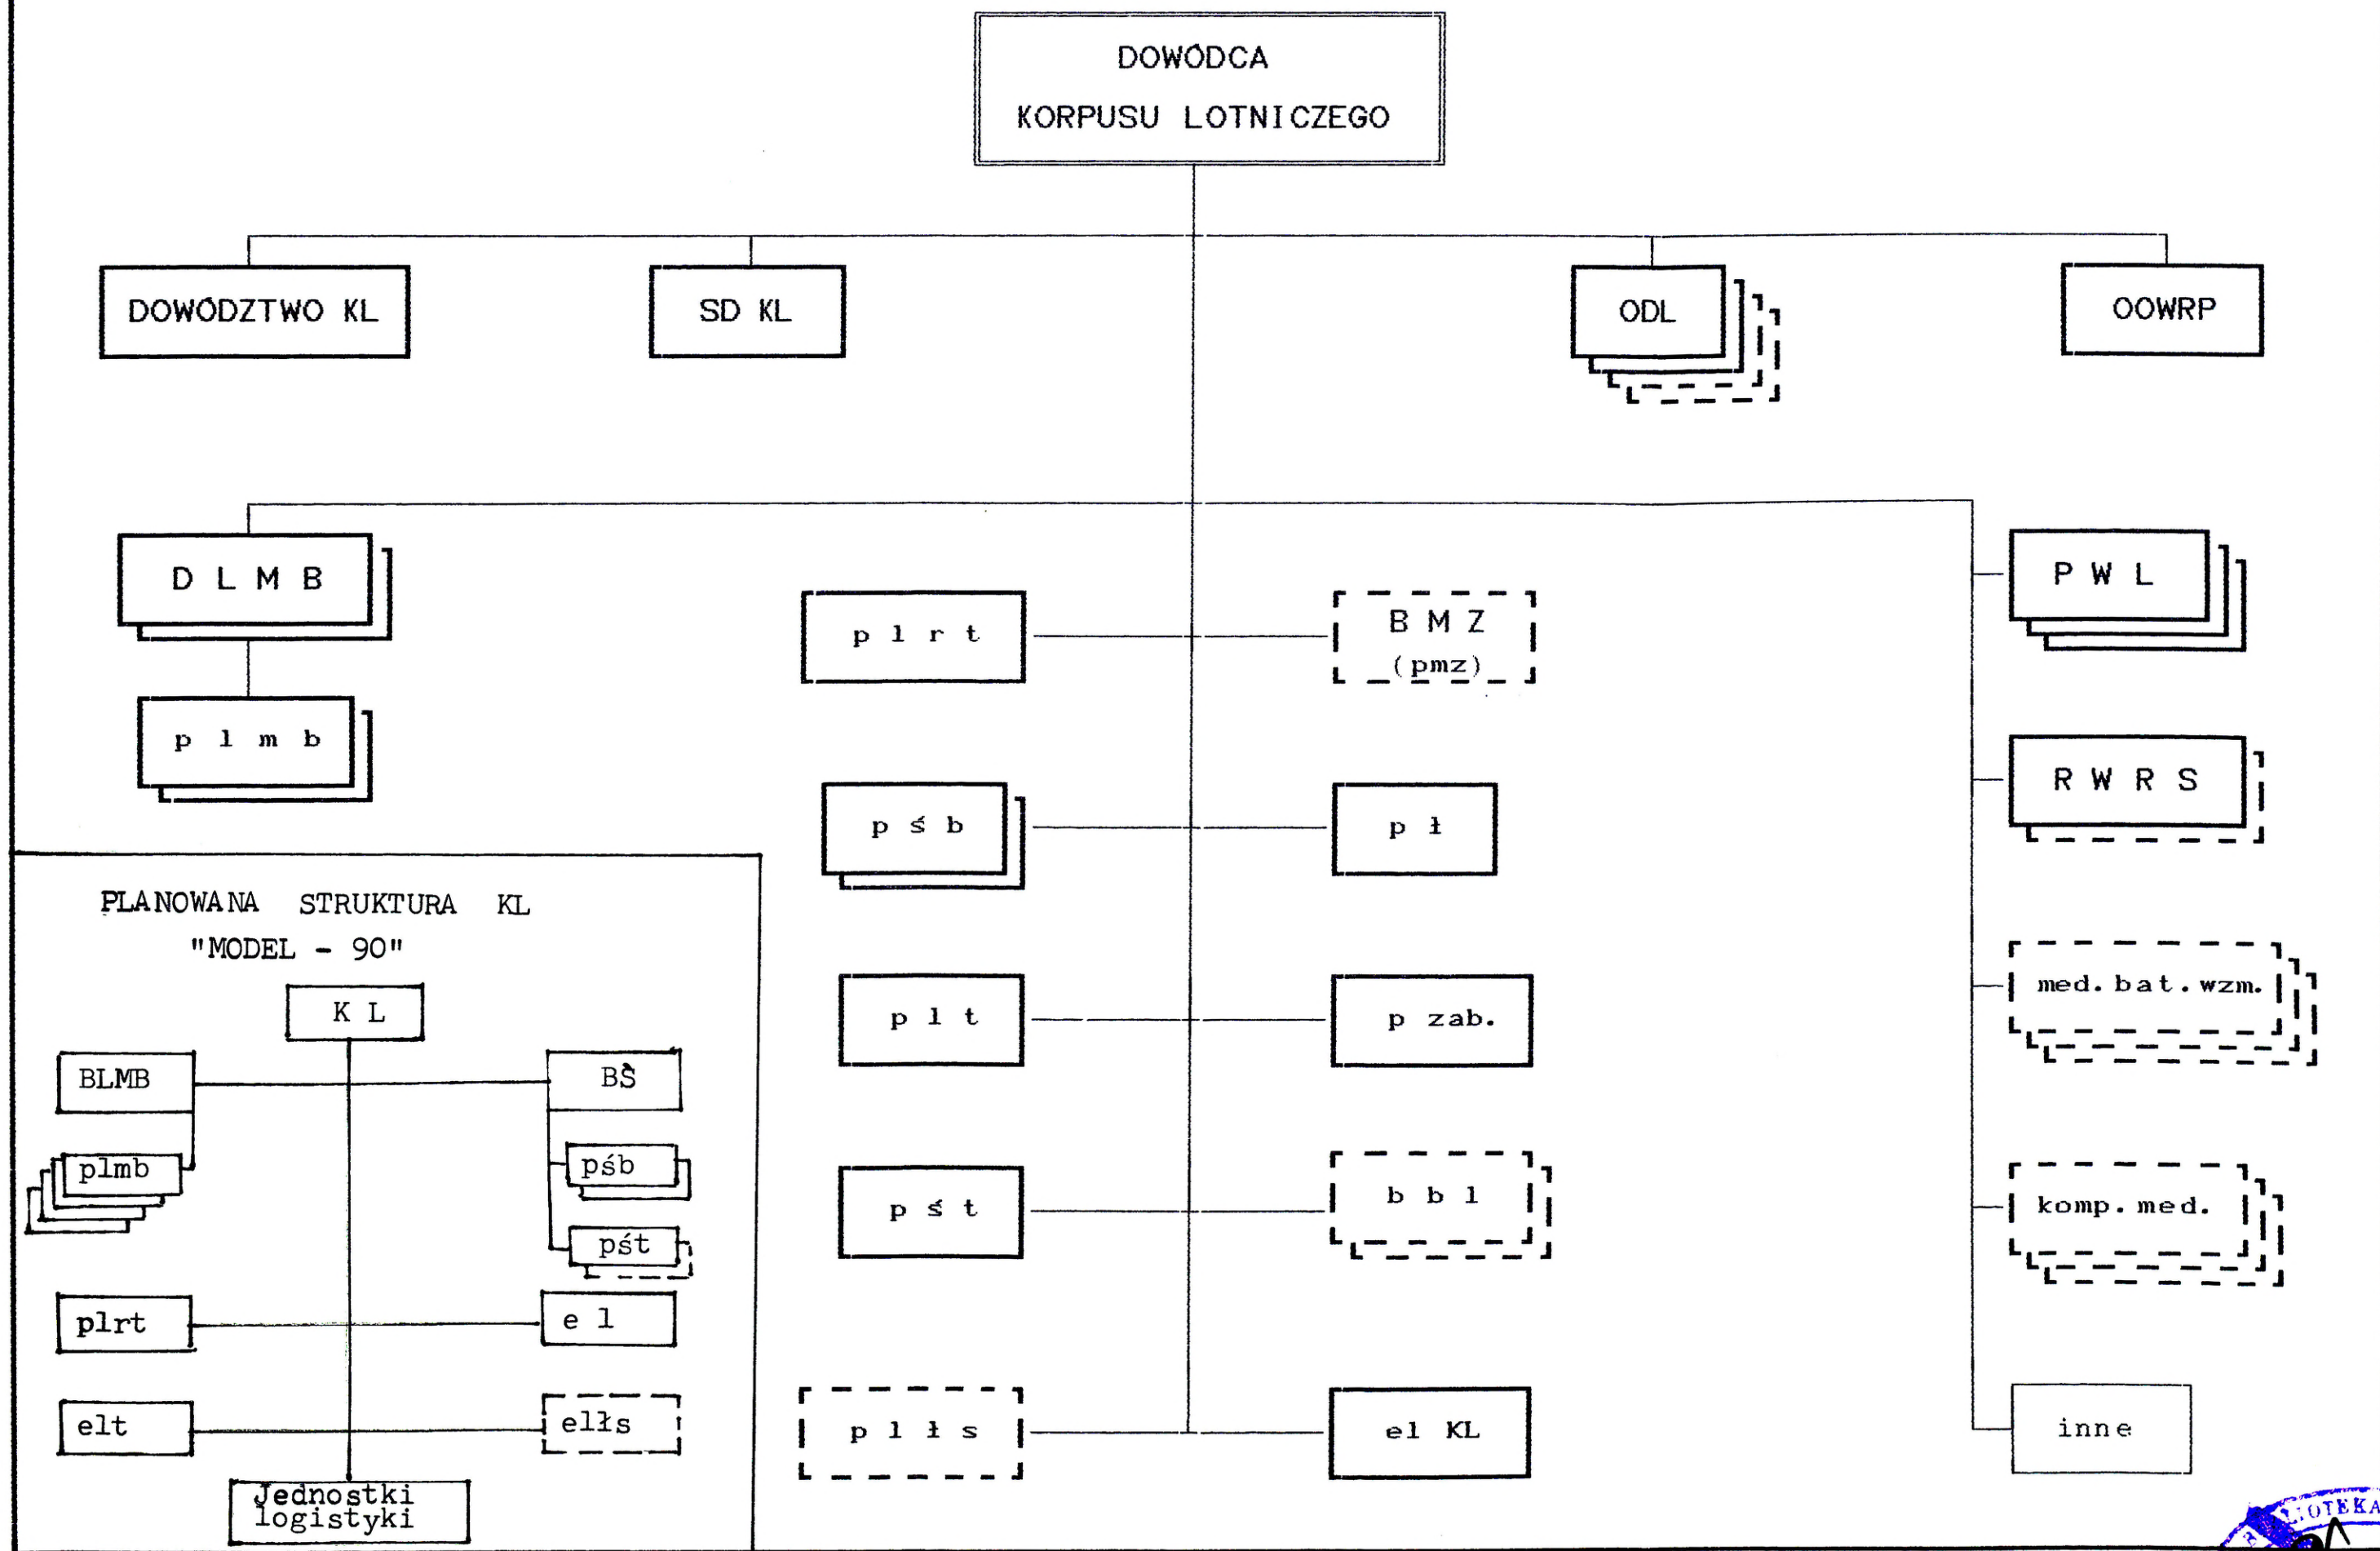 DOWÓDCA
KORPUSU LOTNICZEGO
DOWÓDZTWO KL
SD KL
ODL
OOWRP
D L M B
p l m b
p l r t
B M Z
(pmz)
p ś b
p ł
p l t
p zab.
p ś t
b b l
p l ł s
el KL
P W L
R W R S
med. bat. wzm.
komp. med.
inne
PLANOWANA STRUKTURA KL
"MODEL - 90"
K L
BLMB
BŚ
plmb
pśb
pśt
plrt
e l
elt
elłs
Jednostki
logistyki